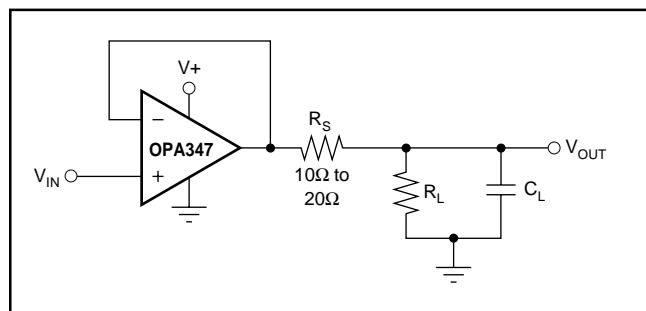 V+
−
OPA347
+
V_IN
R_S
10Ω to
20Ω
V_OUT
R_L
C_L